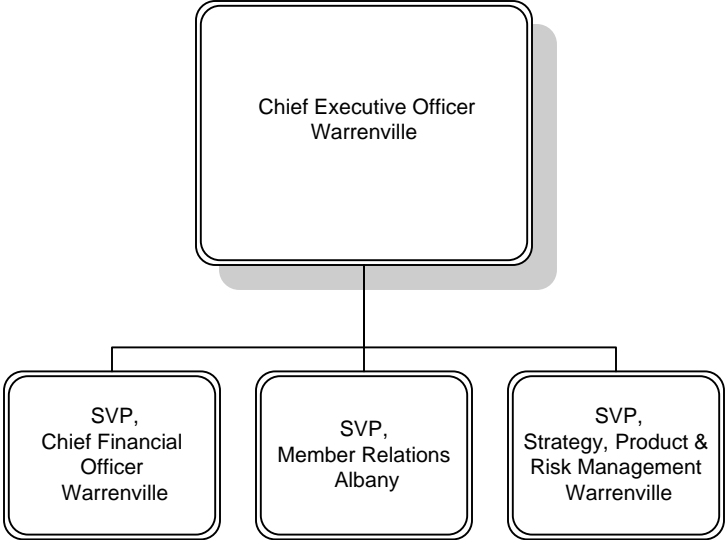 Chief Executive Officer
Warrenville
SVP,
Chief Financial
Officer
Warrenville
SVP,
Member Relations
Albany
SVP,
Strategy, Product &
Risk Management
Warrenville